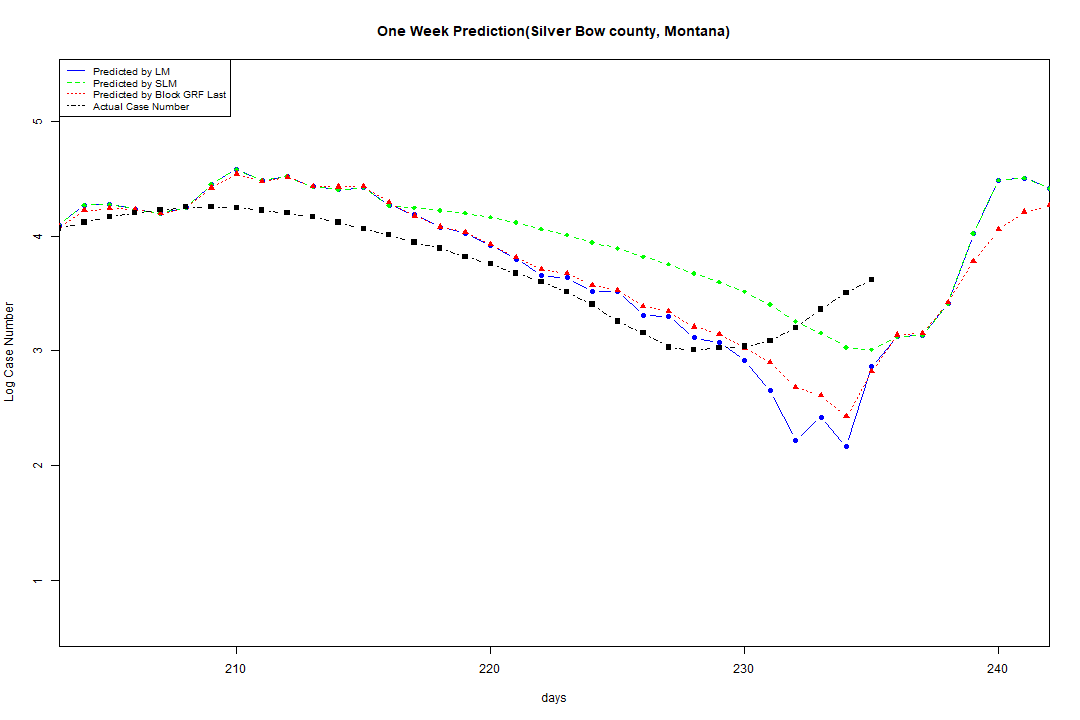 One Week Prediction(Silver Bow county, Montana)
Predicted by LM
Predicted by SLM
Predicted by Block GRF Last
Actual Case Number
5
4
3
2
1
Log Case Number
210 220 230 240
days